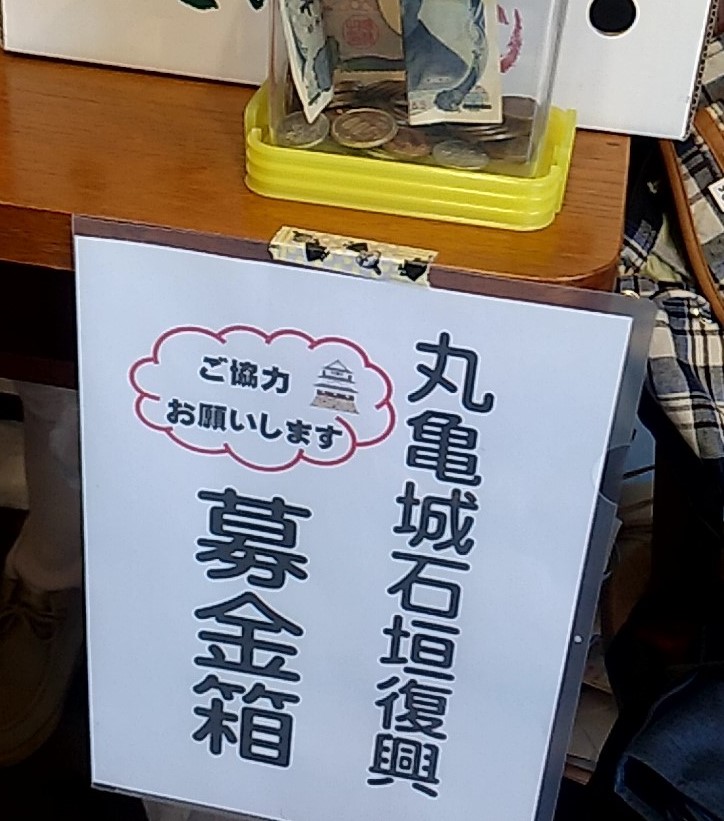 丸亀城石垣復興
募金箱
ご協力
お願いします